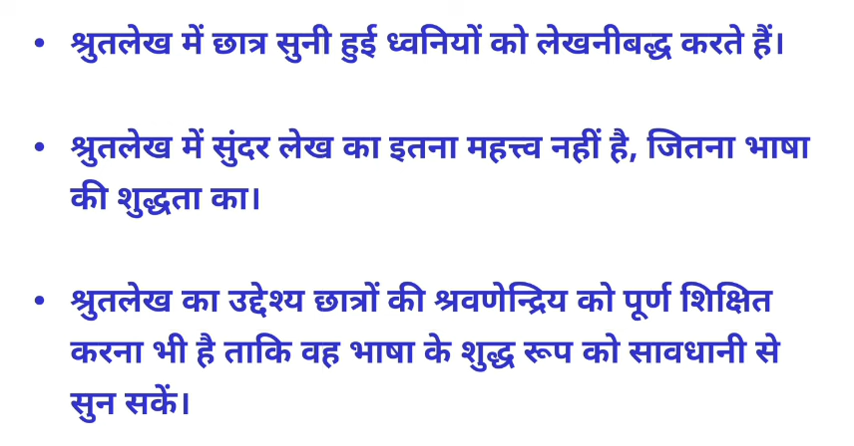 • श्रुतलेख में छात्र सुनी हुई ध्वनियों को लेखनीबद्ध करते हैं।
• श्रुतलेख में सुंदर लेख का इतना महत्त्व नहीं है, जितना भाषा
की शुद्धता का।
• श्रुतलेख का उद्देश्य छात्रों की श्रवणेन्द्रिय को पूर्ण शिक्षित
करना भी है ताकि वह भाषा के शुद्ध रूप को सावधानी से
सुन सकें।